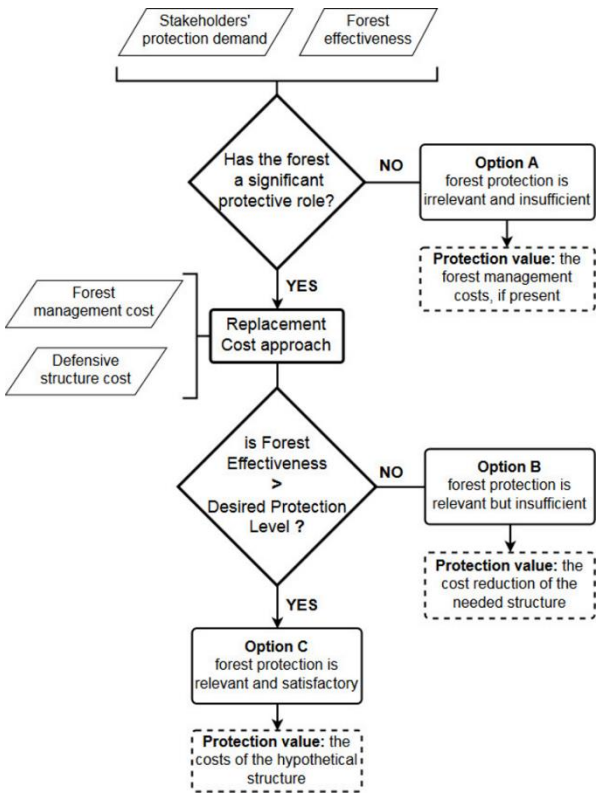 Stakeholders'
protection demand
Forest
effectiveness
Has the forest
a significant
protective role?
NO
Option A
forest protection is
irrelevant and insufficient
Protection value: the
forest management
costs, if present
YES
Forest
management cost
Defensive
structure cost
Replacement
Cost approach
is Forest
Effectiveness
>
Desired Protection
Level ?
NO
Option B
forest protection is
relevant but insufficient
Protection value: the
cost reduction of the
needed structure
YES
Option C
forest protection is
relevant and satisfactory
Protection value: the
costs of the hypothetical
structure